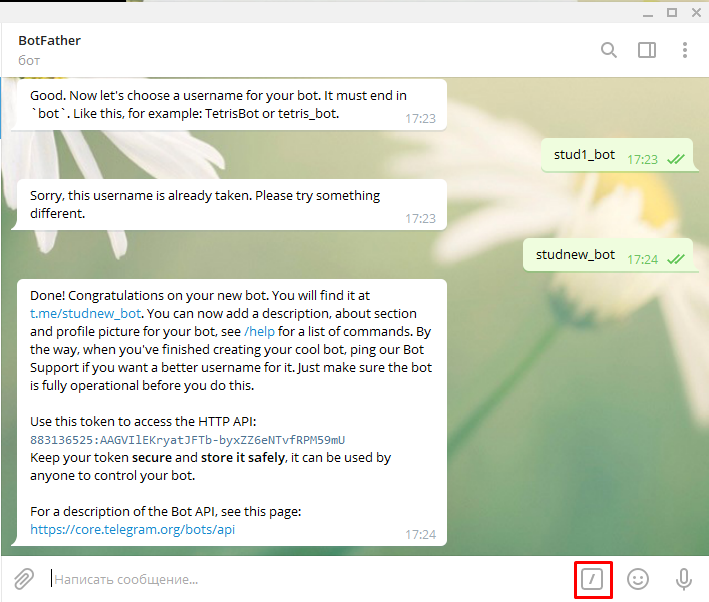 BotFather
бот
Good. Now let's choose a username for your bot. It must end in
`bot`. Like this, for example: TetrisBot or tetris_bot.
17:23
stud1_bot
17:23
Sorry, this username is already taken. Please try something
different.
17:23
studnew_bot
17:24
Done! Congratulations on your new bot. You will find it at
t.me/studnew_bot. You can now add a description, about section
and profile picture for your bot, see /help for a list of commands. By
the way, when you've finished creating your cool bot, ping our Bot
Support if you want a better username for it. Just make sure the bot
is fully operational before you do this.
Use this token to access the HTTP API:
883136525:AAGVIlEKryatJFTb-byxZZ6eNTvfRPM59mU
Keep your token secure and store it safely, it can be used by
anyone to control your bot.
For a description of the Bot API, see this page:
https://core.telegram.org/bots/api
17:24
Написать сообщение...
/